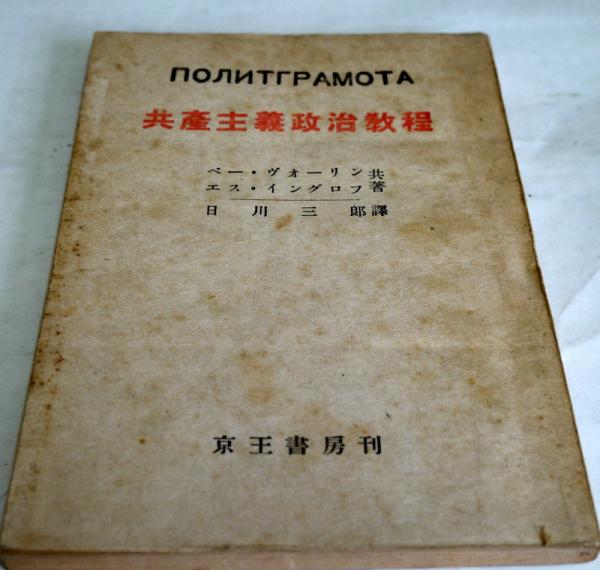 ПОЛИТГРАМОТА
共產主義政治教程
ペー・ヴォーリン
エス・イングロフ 共著
日川三郎譯
京王書房刊